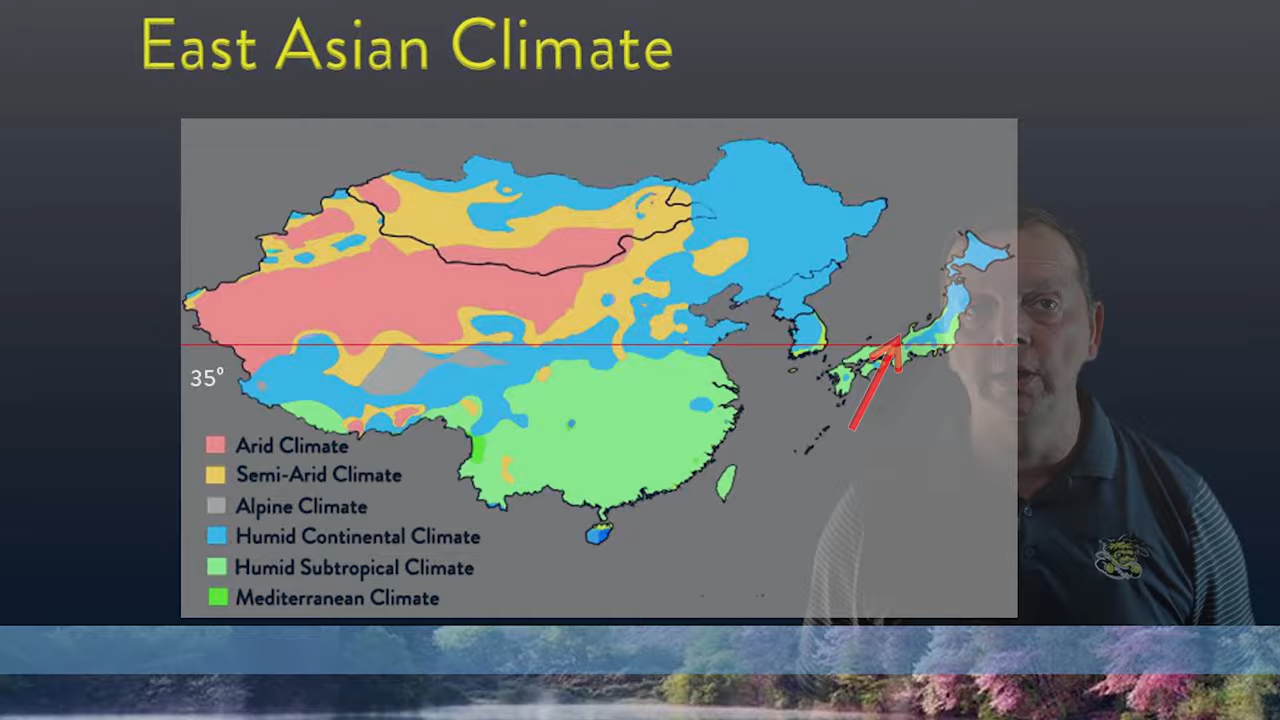 East Asian Climate
35°
Arid Climate
Semi-Arid Climate
Alpine Climate
Humid Continental Climate
Humid Subtropical Climate
Mediterranean Climate